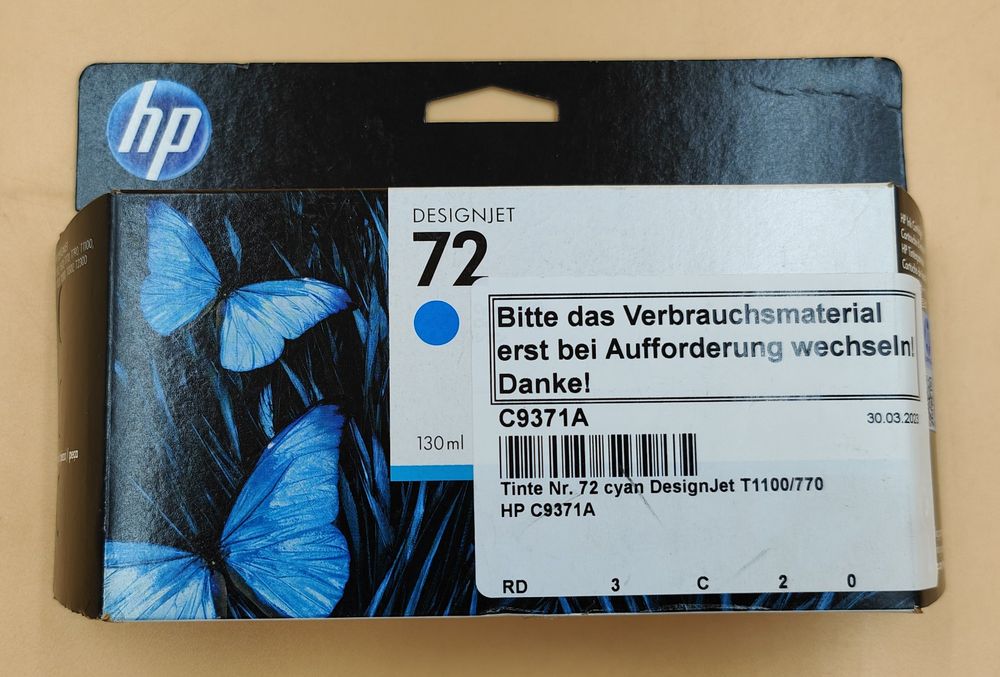 hp
DESIGNJET
72
130 ml
Bitte das Verbrauchsmaterial
erst bei Aufforderung wechseln!
Danke!
C9371A
30.03.2023
Tinte Nr. 72 cyan DesignJet T1100/770
HP C9371A
RD 3 C 2 0